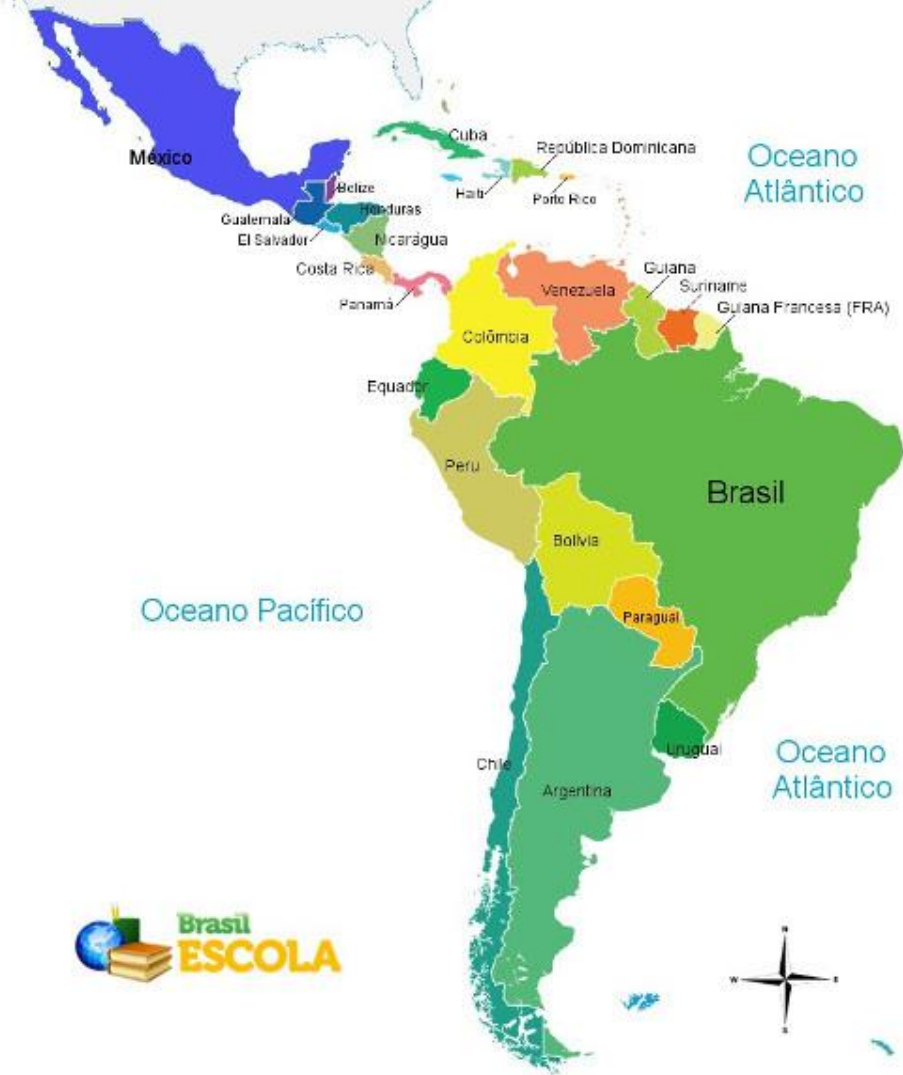 Cuba
República Dominicana
Oceano
Atlântico
México
Belize
Haiti
Porto Rico
Guatemala
Honduras
El Salvador
Nicarágua
Costa Rica
Panamá
Venezuela
Guiana
Suriname
Guiana Francesa (FRA)
Colômbia
Equador
Peru
Brasil
Bolívia
Oceano Pacífico
Paraguai
Uruguai
Oceano
Atlântico
Chile
Argentina
Brasil
ESCOLA
N
W
E
S